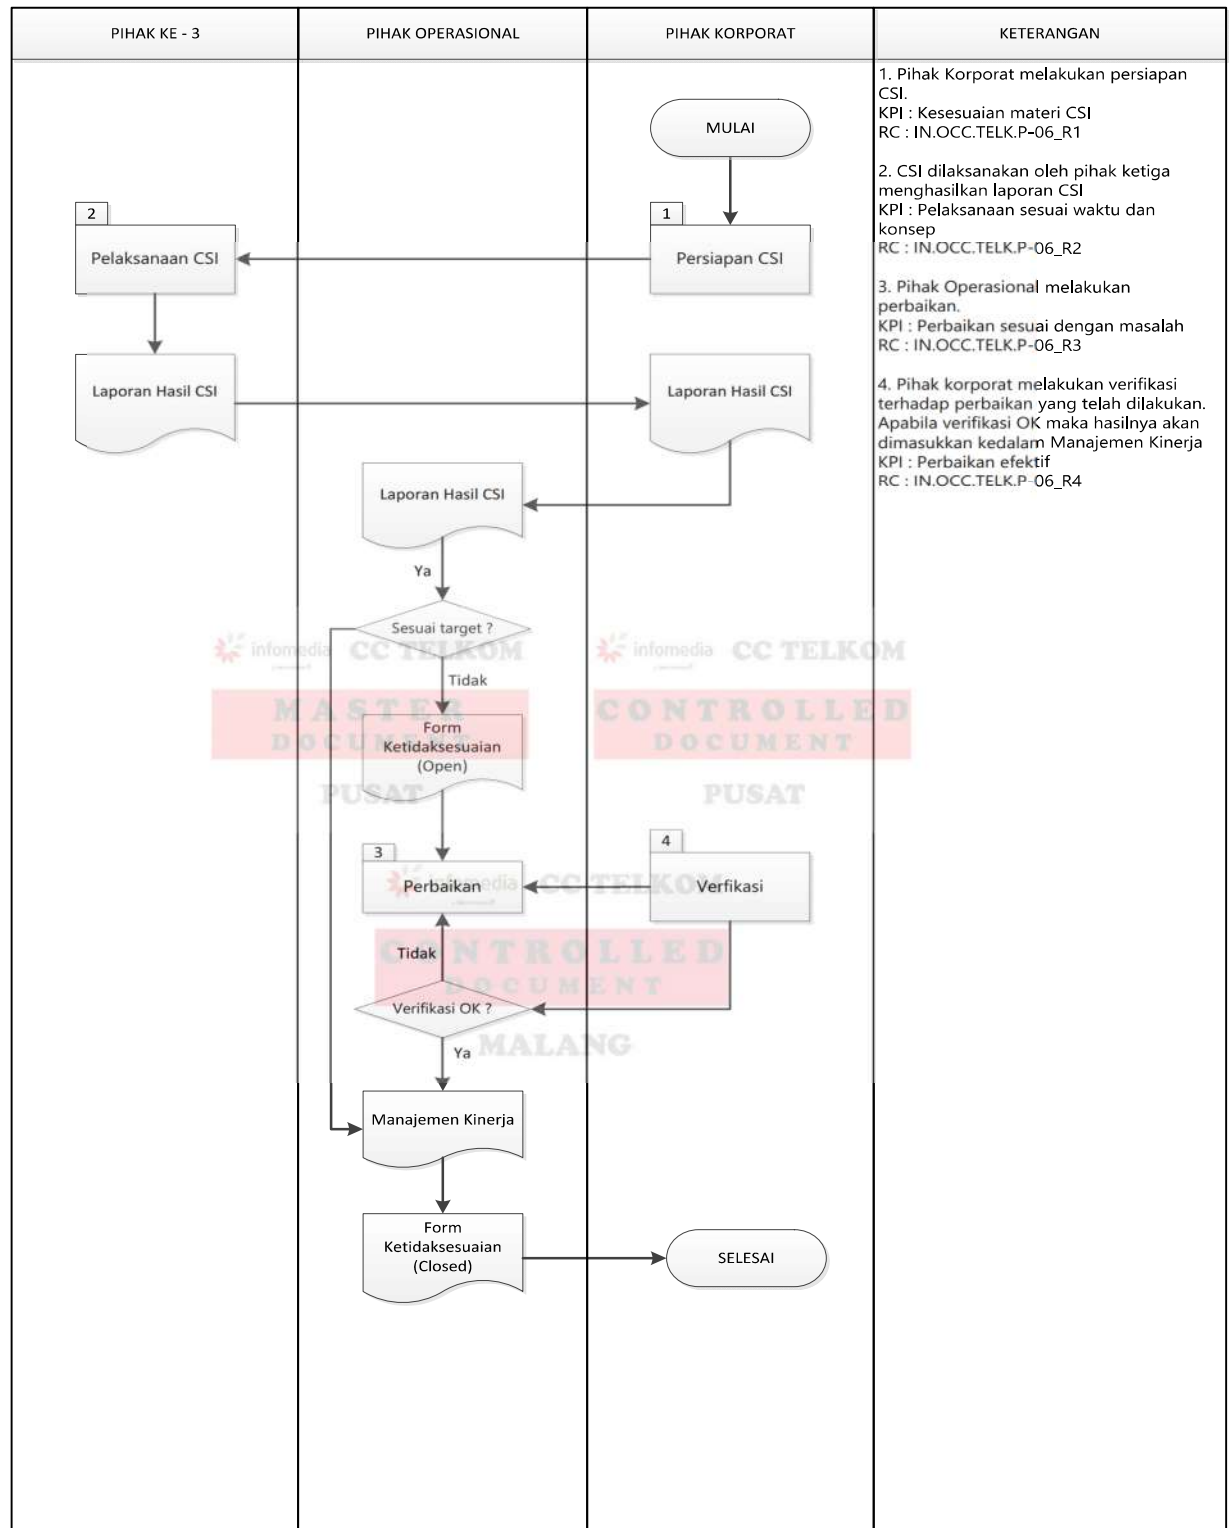 PIHAK KE - 3
PIHAK OPERASIONAL
PIHAK KORPORAT
KETERANGAN
MULAI
1
Persiapan CSI
2
Pelaksanaan CSI
Laporan Hasil CSI
Laporan Hasil CSI
Laporan Hasil CSI
Ya
Sesuai target ?
Tidak
Form
Ketidaksesuaian
(Open)
3
Perbaikan
4
Verfikasi
Tidak
Verifikasi OK ?
Ya
Manajemen Kinerja
Form
Ketidaksesuaian
(Closed)
SELESAI
1. Pihak Korporat melakukan persiapan
CSI.
KPI : Kesesuaian materi CSI
RC : IN.OCC.TELK.P-06_R1
2. CSI dilaksanakan oleh pihak ketiga
menghasilkan laporan CSI
KPI : Pelaksanaan sesuai waktu dan
konsep
RC : IN.OCC.TELK.P-06_R2
3. Pihak Operasional melakukan
perbaikan.
KPI : Perbaikan sesuai dengan masalah
RC : IN.OCC.TELK.P-06_R3
4. Pihak korporat melakukan verifikasi
terhadap perbaikan yang telah dilakukan.
Apabila verifikasi OK maka hasilnya akan
dimasukkan kedalam Manajemen Kinerja
KPI : Perbaikan efektif
RC : IN.OCC.TELK.P-06_R4
infomedia CC TELKOM
MASTER
DOCUMENT
PUSAT
infomedia CC TELKOM
CONTROLLED
DOCUMENT
PUSAT
infomedia CC TELKOM
CONTROLLED
DOCUMENT
MALANG